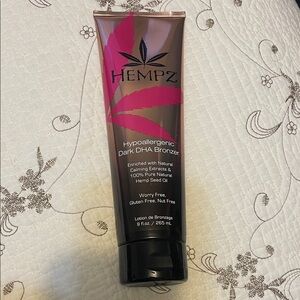 HEMPZ
Hypoallergenic
Dark DHA Bronzer
Enriched with Natural
Calming Extracts &
100% Pure Natural
Hemp Seed Oil
Worry Free,
Gluten Free, Nut Free
Lotion de Bronzage
9 fl.oz. / 265 mL